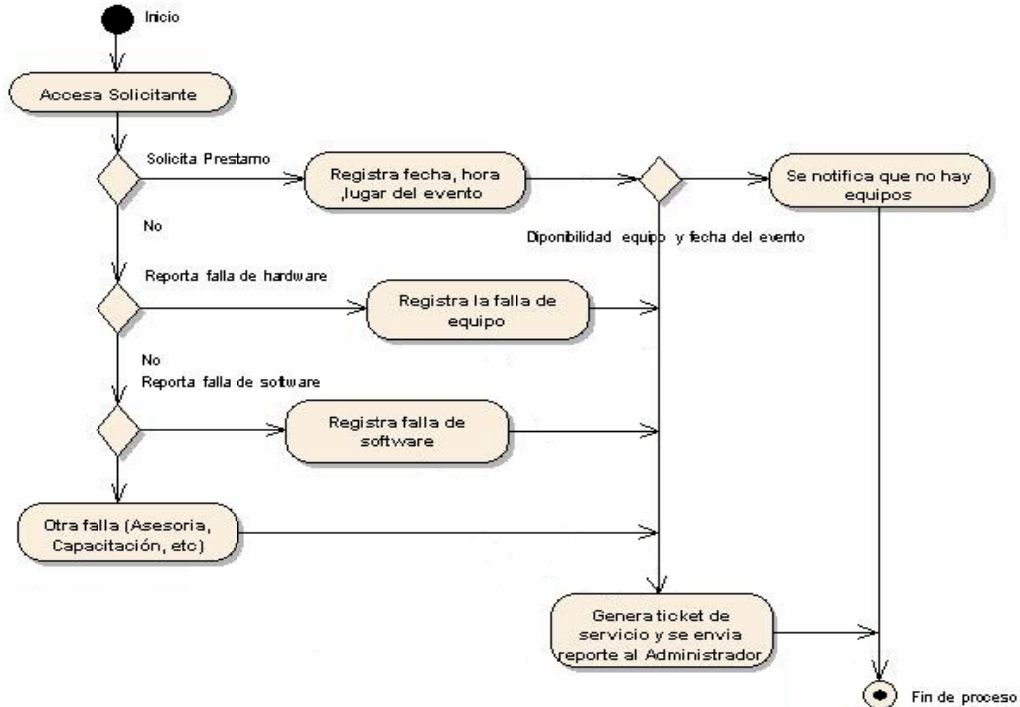 Inicio
Accesa Solicitante
Solicita Prestamo
Registra fecha, hora
,lugar del evento
Se notifica que no hay
equipos
No
Diponibilidad equipo y fecha del evento
Reporta falla de hardware
Registra la falla de
equipo
No
Reporta falla de software
Registra falla de
software
Otra falla (Asesoria,
Capacitación, etc)
Genera ticket de
servicio y se envia
reporte al Administrador
Fin de proceso